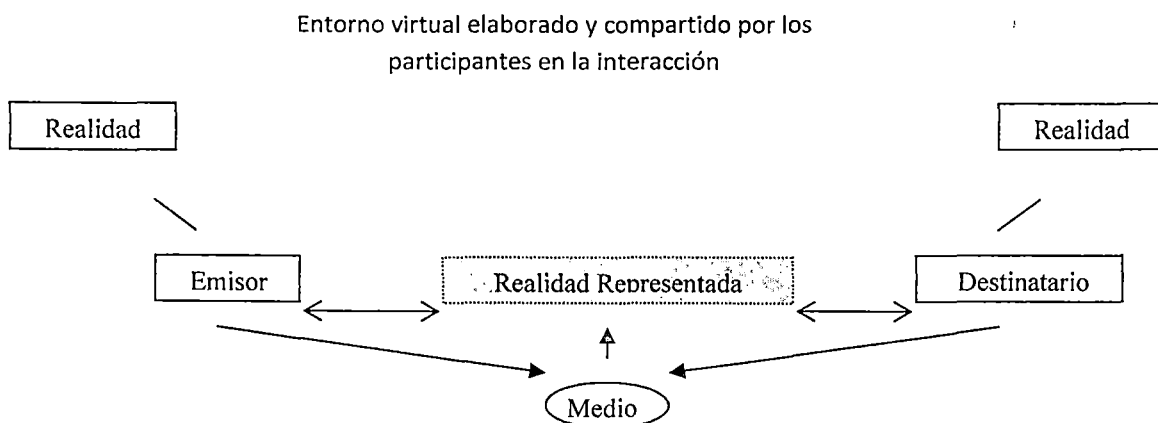 Entorno virtual elaborado y compartido por los
participantes en la interacción
Realidad
Realidad
Emisor
Realidad Representada
Destinatario
Medio